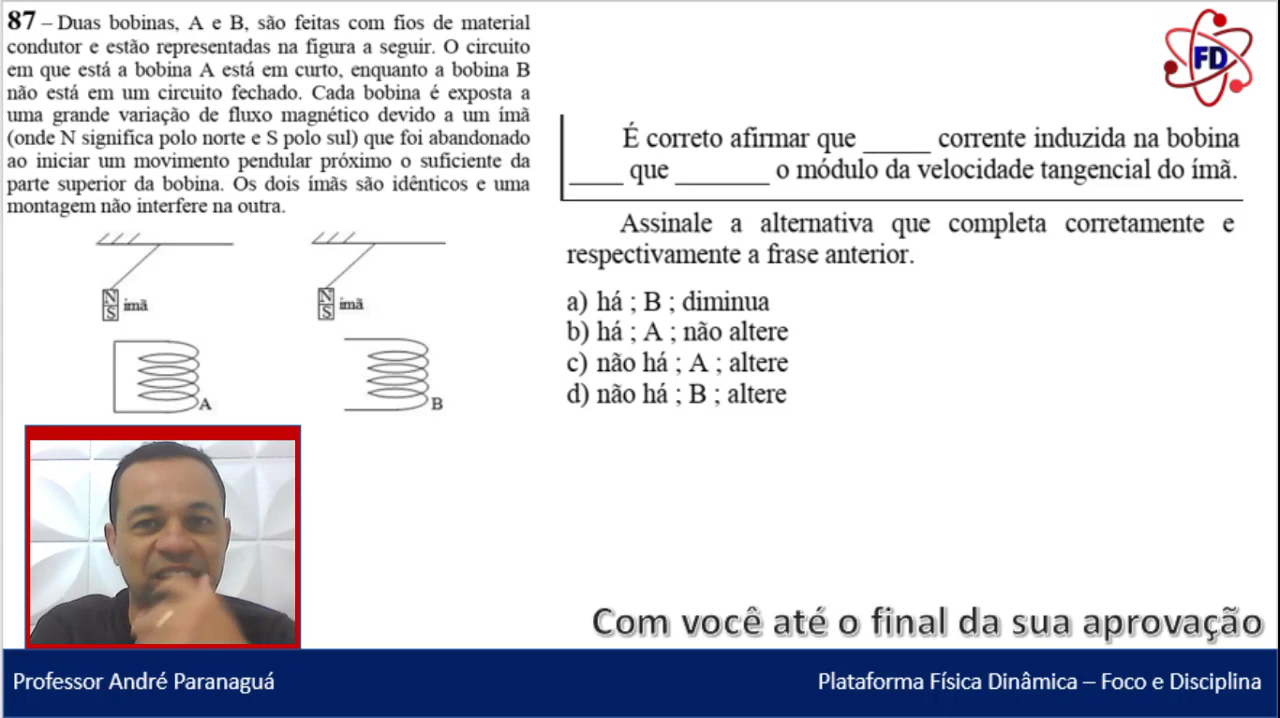 87 – Duas bobinas, A e B, são feitas com fios de material
condutor e estão representadas na figura a seguir. O circuito
em que está a bobina A está em curto, enquanto a bobina B
não está em um circuito fechado. Cada bobina é exposta a
uma grande variação de fluxo magnético devido a um ímã
(onde N significa polo norte e S polo sul) que foi abandonado
ao iniciar um movimento pendular próximo o suficiente da
parte superior da bobina. Os dois ímãs são idênticos e uma
montagem não interfere na outra.
N
S
ímã
A
N
S
ímã
B
FD
É correto afirmar que _____ corrente induzida na bobina
____ que _______ o módulo da velocidade tangencial do ímã.
Assinale a alternativa que completa corretamente e
respectivamente a frase anterior.
a) há ; B ; diminua
b) há ; A ; não altere
c) não há ; A ; altere
d) não há ; B ; altere
Com você até o final da sua aprovação
Professor André Paranaguá
Plataforma Física Dinâmica – Foco e Disciplina